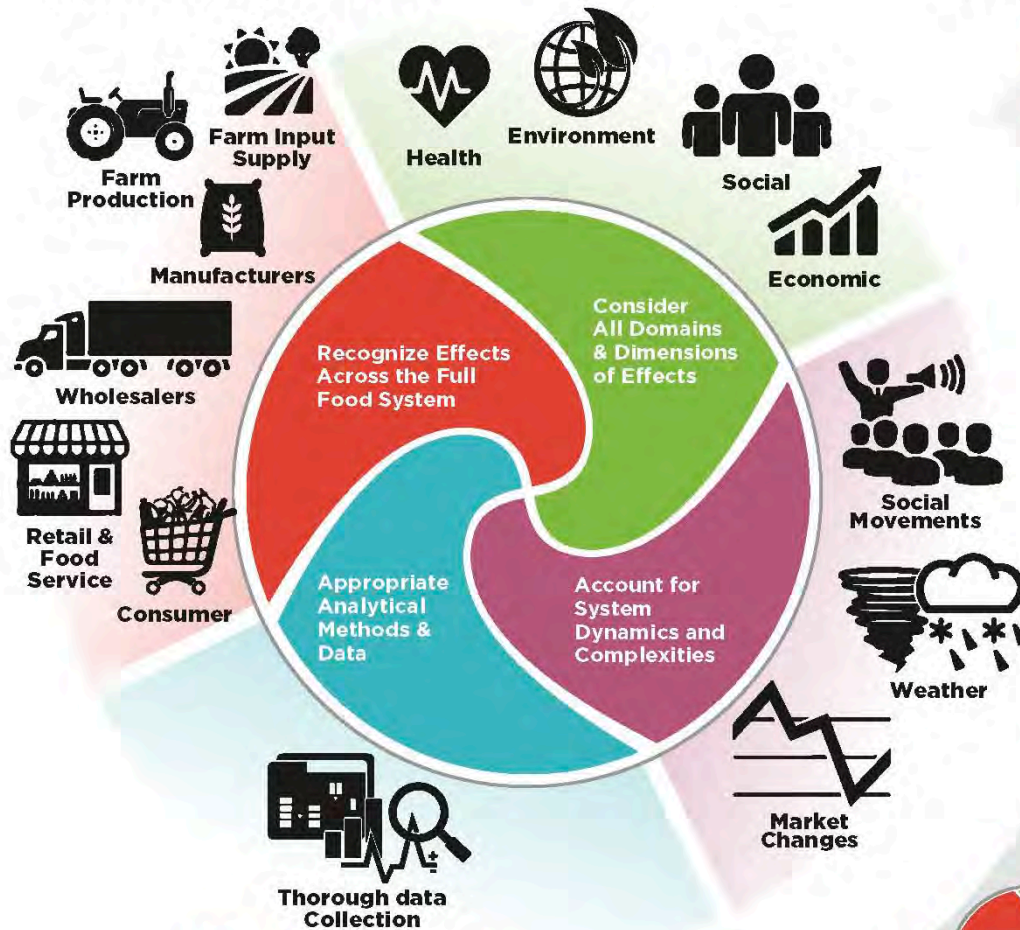 Farm Input
Supply
Farm
Production
Manufacturers
Wholesalers
Retail &
Food
Service
Consumer
Health
Environment
Social
Economic
Social
Movements
Weather
Market
Changes
Thorough data
Collection
Recognize Effects
Across the Full
Food System
Consider
All Domains
& Dimensions
of Effects
Appropriate
Analytical
Methods &
Data
Account for
System
Dynamics and
Complexities